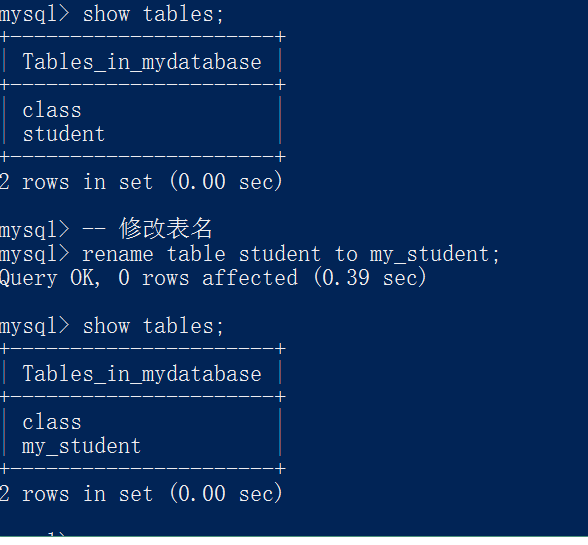 mysql> show tables;
+----------------------+
| Tables_in_mydatabase |
+----------------------+
| class                |
| student              |
+----------------------+
2 rows in set (0.00 sec)
mysql> -- 修改表名
mysql> rename table student to my_student;
Query OK, 0 rows affected (0.39 sec)
mysql> show tables;
+----------------------+
| Tables_in_mydatabase |
+----------------------+
| class                |
| my_student           |
+----------------------+
2 rows in set (0.00 sec)